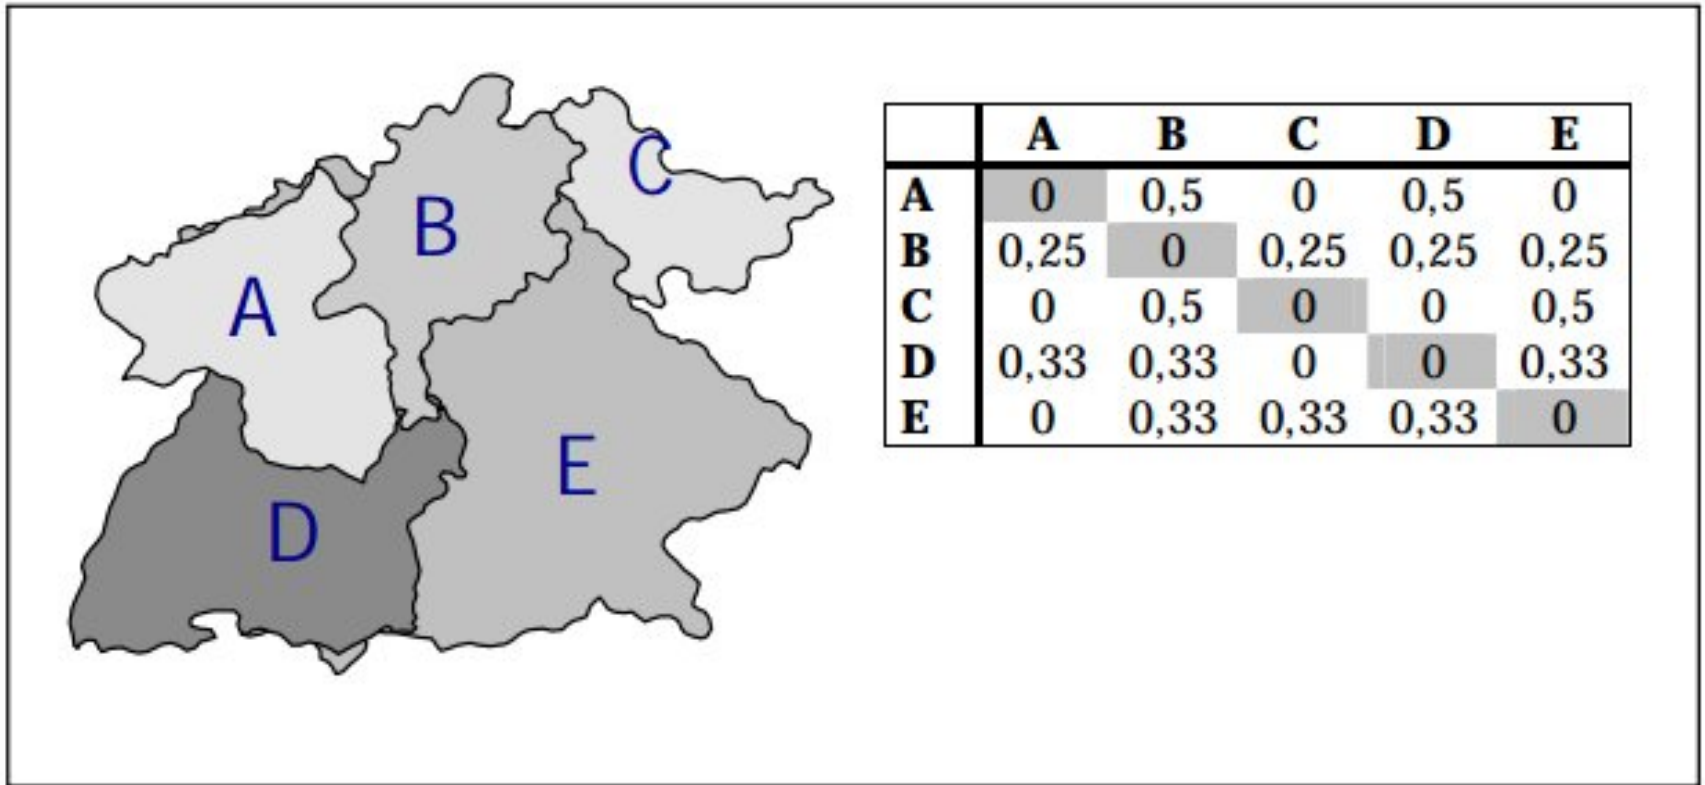 A
B
C
D
E
A B C D E
A 0 0,5 0 0,5 0
B 0,25 0 0,25 0,25 0,25
C 0 0,5 0 0 0,5
D 0,33 0,33 0 0 0,33
E 0 0,33 0,33 0,33 0